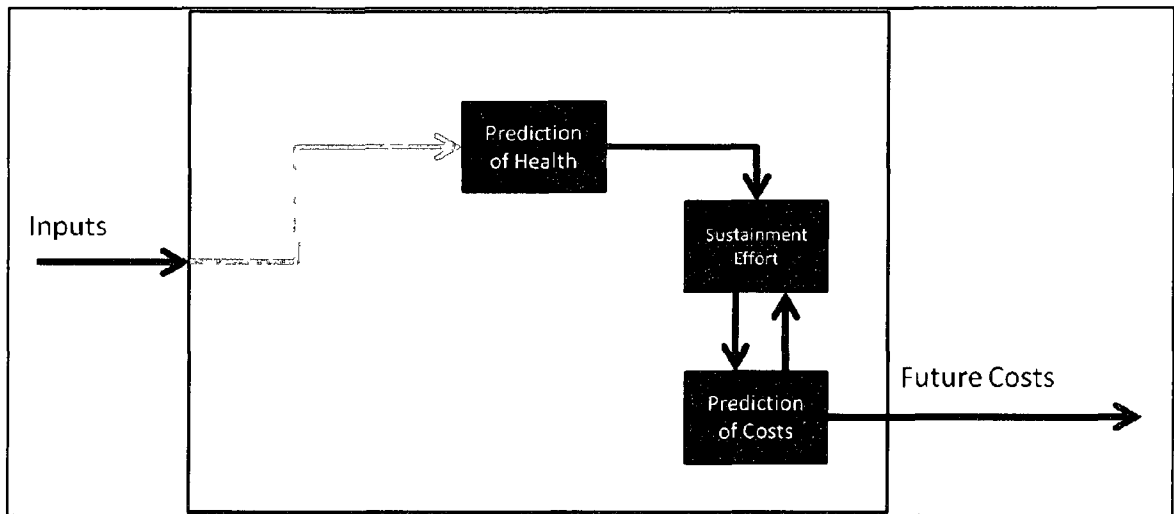 Prediction
of Health
Inputs
Sustainment
Effort
Future Costs
Prediction
of Costs